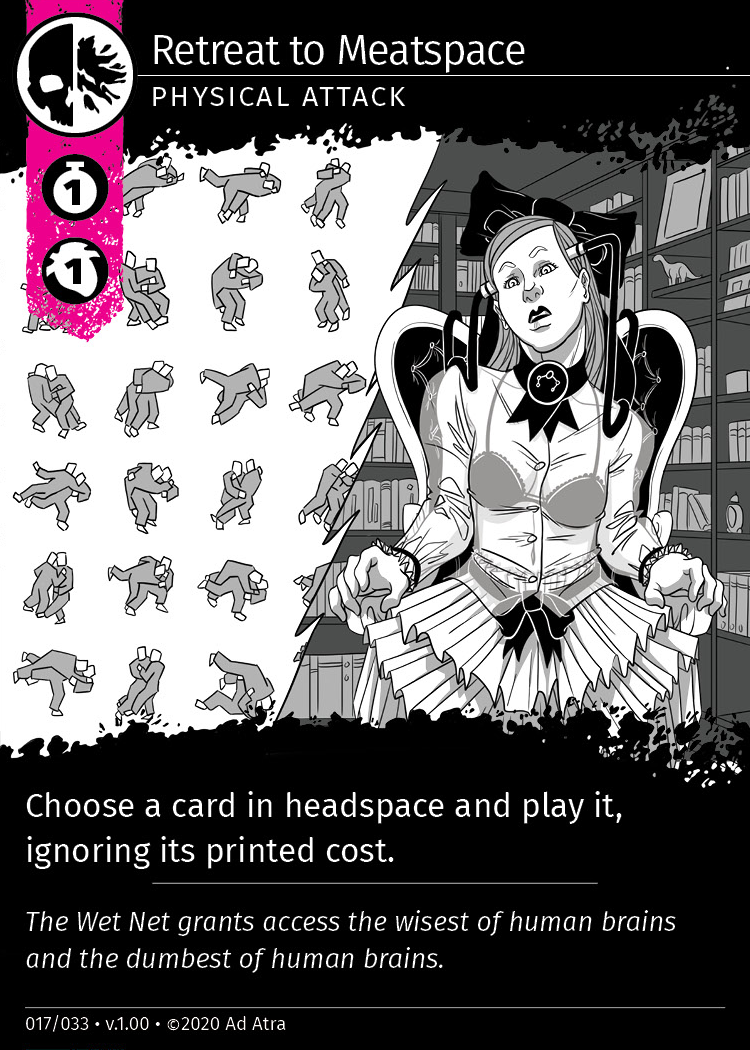 Retreat to Meatspace
PHYSICAL ATTACK
1
1
Choose a card in headspace and play it,
ignoring its printed cost.
The Wet Net grants access the wisest of human brains
and the dumbest of human brains.
017/033 • v.1.00 • ©2020 Ad Atra